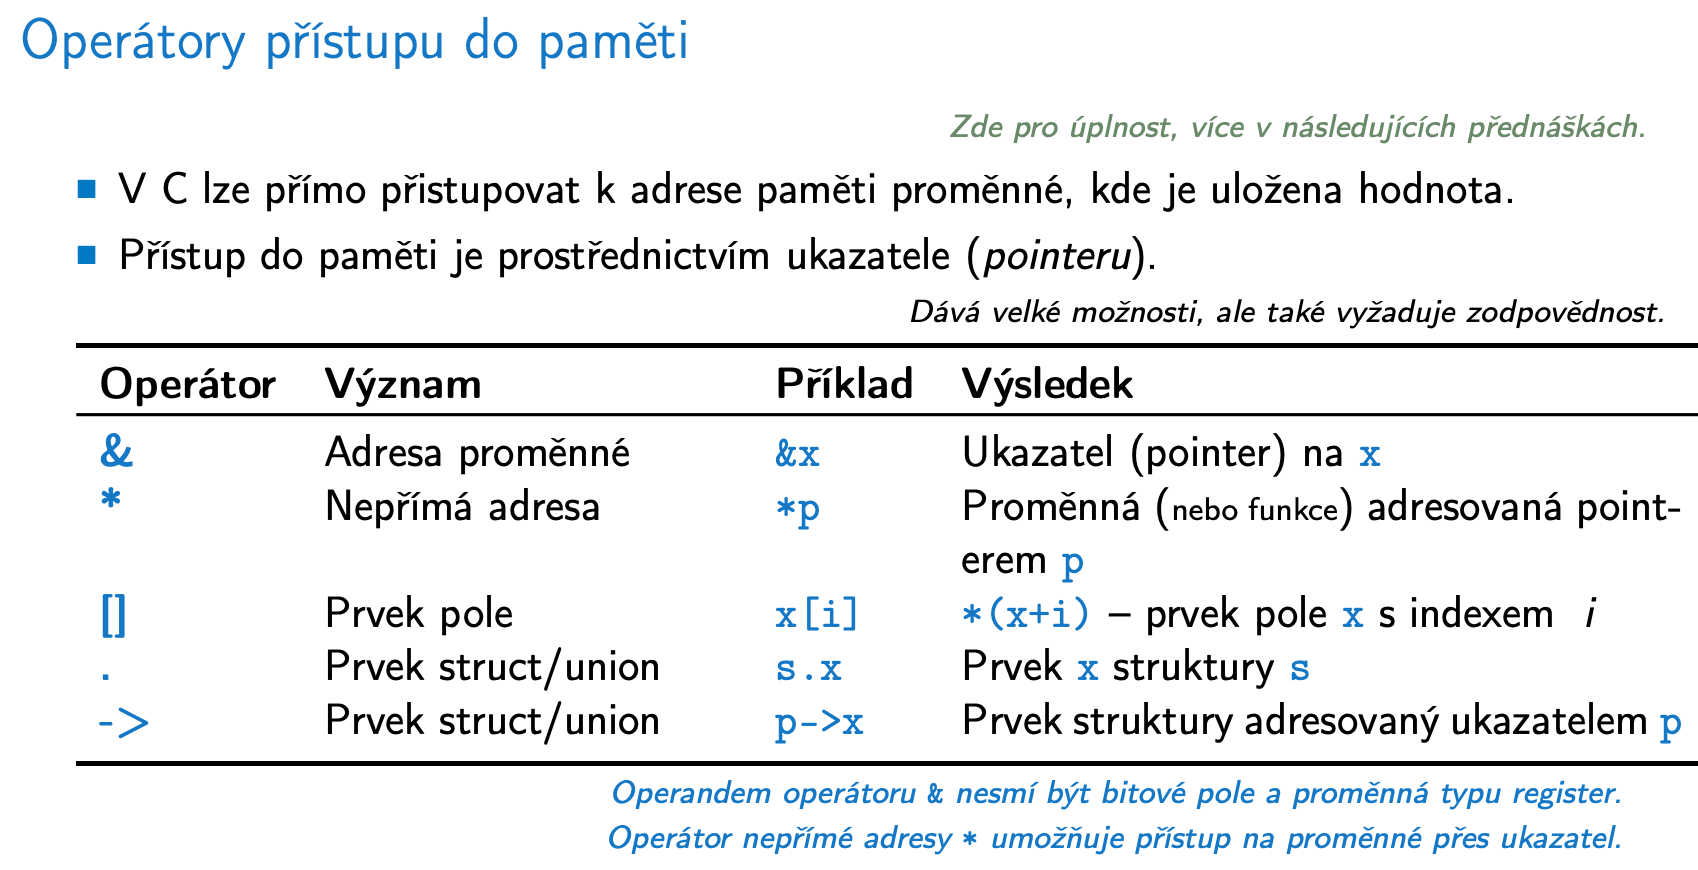 Operátory přístupu do paměti
Zde pro úplnost, více v následujících přednáškách.
■ V C lze přímo přistupovat k adrese paměti proměnné, kde je uložena hodnota.
■ Přístup do paměti je prostřednictvím ukazatele (pointeru).
Dává velké možnosti, ale také vyžaduje zodpovědnost.
Operátor Význam Příklad Výsledek
& Adresa proměnné &x Ukazatel (pointer) na x
* Nepřímá adresa *p Proměnná (nebo funkce) adresovaná point-
erem p
[] Prvek pole x[i] *(x+i) – prvek pole x s indexem i
. Prvek struct/union s.x Prvek x struktury s
-> Prvek struct/union p->x Prvek struktury adresovaný ukazatelem p
Operandem operátoru & nesmí být bitové pole a proměnná typu register.
Operátor nepřímé adresy * umožňuje přístup na proměnné přes ukazatel.